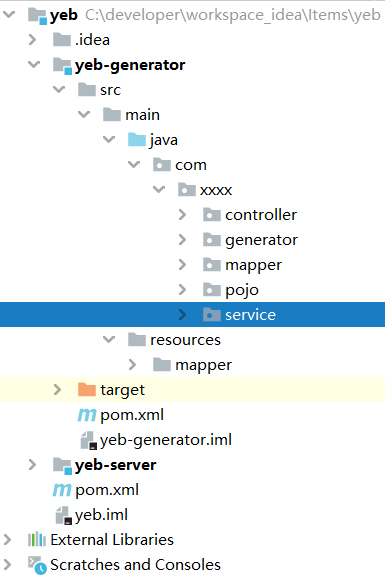 yeb C:\developer\workspace_idea\Items\yeb
.idea
yeb-generator
src
main
java
com
xxxx
controller
generator
mapper
pojo
service
resources
mapper
target
pom.xml
yeb-generator.iml
yeb-server
pom.xml
yeb.iml
External Libraries
Scratches and Consoles